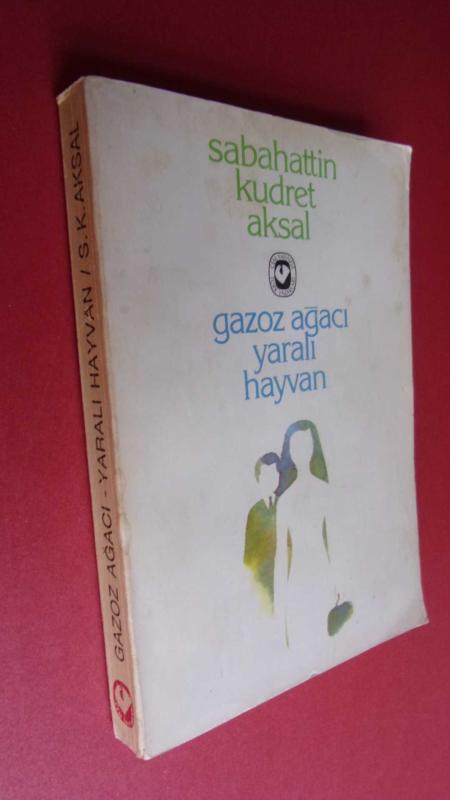 sabahattin
kudret
aksal
gazoz ağacı
yaralı
hayvan
GAZOZ AĞACI - YARALI HAYVAN / S.K.AKSAL